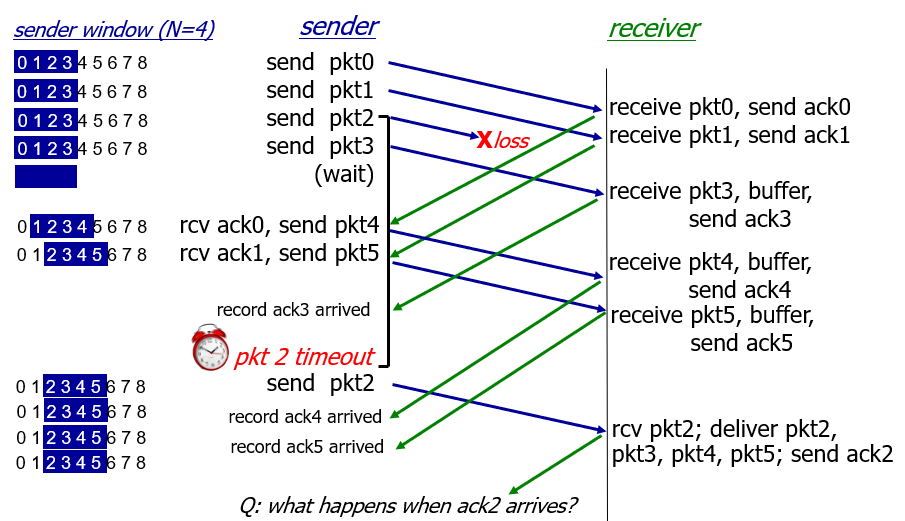 sender window (N=4)
sender
receiver
0 1 2 3 4 5 6 7 8
send pkt0
0 1 2 3 4 5 6 7 8
send pkt1
receive pkt0, send ack0
0 1 2 3 4 5 6 7 8
send pkt2
X loss
receive pkt1, send ack1
0 1 2 3 4 5 6 7 8
send pkt3
(wait)
receive pkt3, buffer,
send ack3
0 1 2 3 4 5 6 7 8
rcv ack0, send pkt4
0 1 2 3 4 5 6 7 8
rcv ack1, send pkt5
receive pkt4, buffer,
send ack4
record ack3 arrived
receive pkt5, buffer,
send ack5
pkt 2 timeout
0 1 2 3 4 5 6 7 8
send pkt2
0 1 2 3 4 5 6 7 8
record ack4 arrived
0 1 2 3 4 5 6 7 8
record ack5 arrived
0 1 2 3 4 5 6 7 8
rcv pkt2; deliver pkt2,
pkt3, pkt4, pkt5; send ack2
Q: what happens when ack2 arrives?